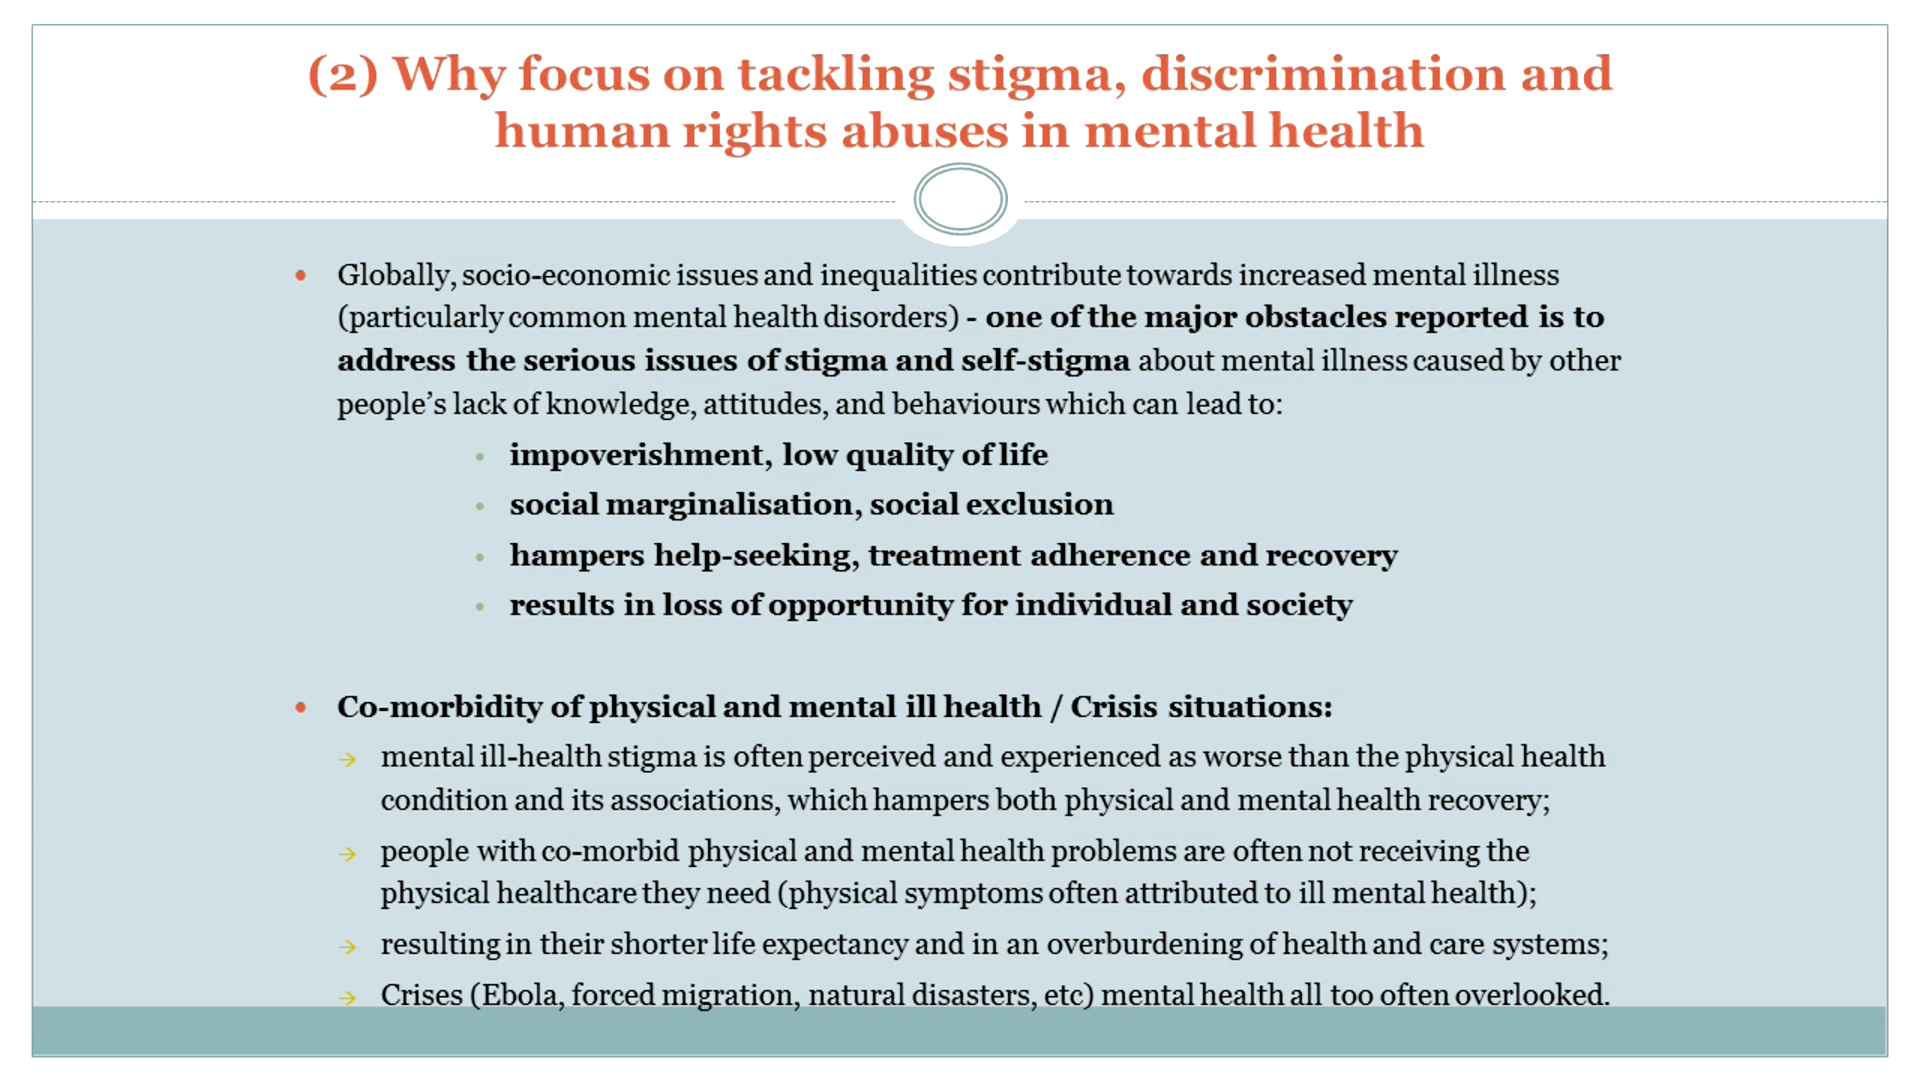 (2) Why focus on tackling stigma, discrimination and
human rights abuses in mental health
• Globally, socio-economic issues and inequalities contribute towards increased mental illness
(particularly common mental health disorders) - one of the major obstacles reported is to
address the serious issues of stigma and self-stigma about mental illness caused by other
people’s lack of knowledge, attitudes, and behaviours which can lead to:
• impoverishment, low quality of life
• social marginalisation, social exclusion
• hampers help-seeking, treatment adherence and recovery
• results in loss of opportunity for individual and society
• Co-morbidity of physical and mental ill health / Crisis situations:
→ mental ill-health stigma is often perceived and experienced as worse than the physical health
condition and its associations, which hampers both physical and mental health recovery;
→ people with co-morbid physical and mental health problems are often not receiving the
physical healthcare they need (physical symptoms often attributed to ill mental health);
→ resulting in their shorter life expectancy and in an overburdening of health and care systems;
→ Crises (Ebola, forced migration, natural disasters, etc) mental health all too often overlooked.